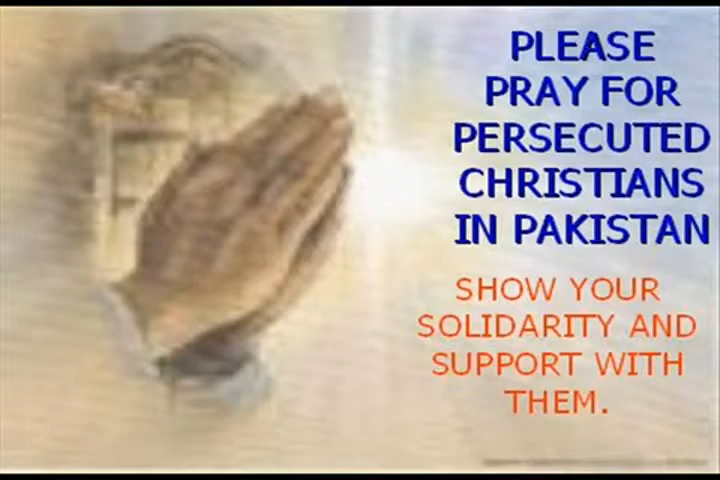 PLEASE
PRAY FOR
PERSECUTED
CHRISTIANS
IN PAKISTAN
SHOW YOUR
SOLIDARITY AND
SUPPORT WITH
THEM.